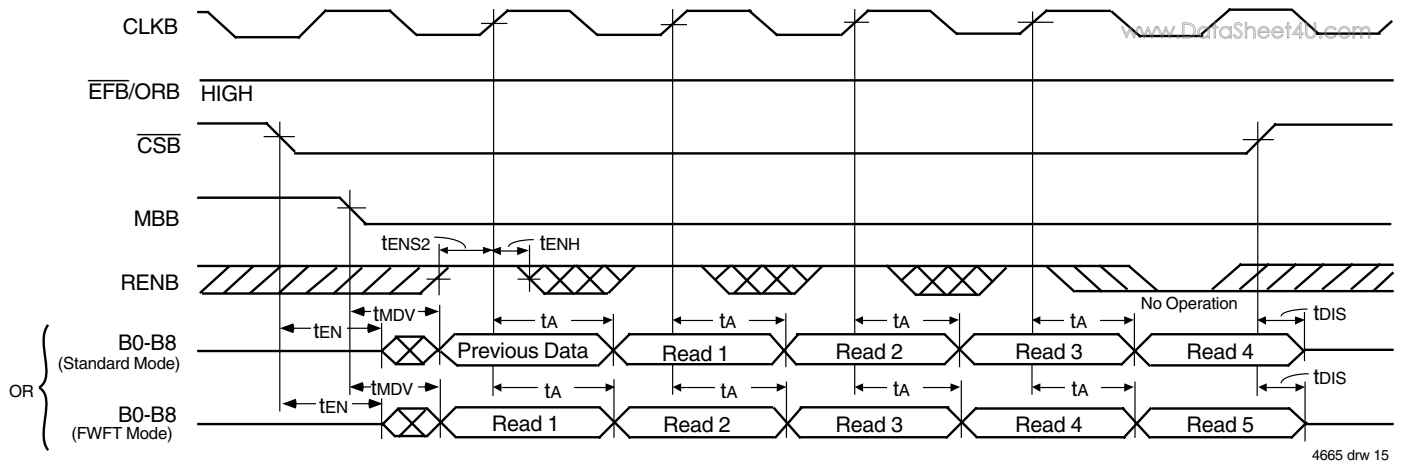 CLKB
www.DataSheet4U.com
EFB/ORB HIGH
CSB
MBB
tENS2 tENH
RENB
No Operation
tEN tMDV tA tA tA tA tDIS
B0-B8
(Standard Mode)
Previous Data Read 1 Read 2 Read 3 Read 4
OR
tEN tMDV tA tA tA tA tDIS
B0-B8
(FWFT Mode)
Read 1 Read 2 Read 3 Read 4 Read 5
4665 drw 15